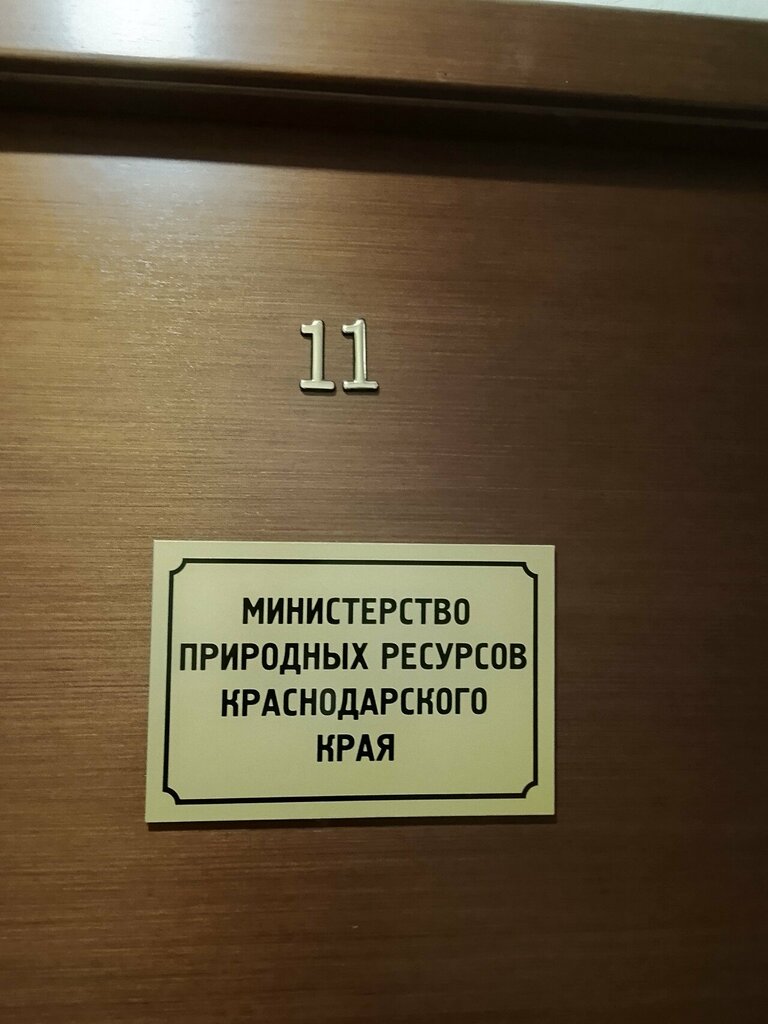 11
МИНИСТЕРСТВО
ПРИРОДНЫХ РЕСУРСОВ
КРАСНОДАРСКОГО
КРАЯ